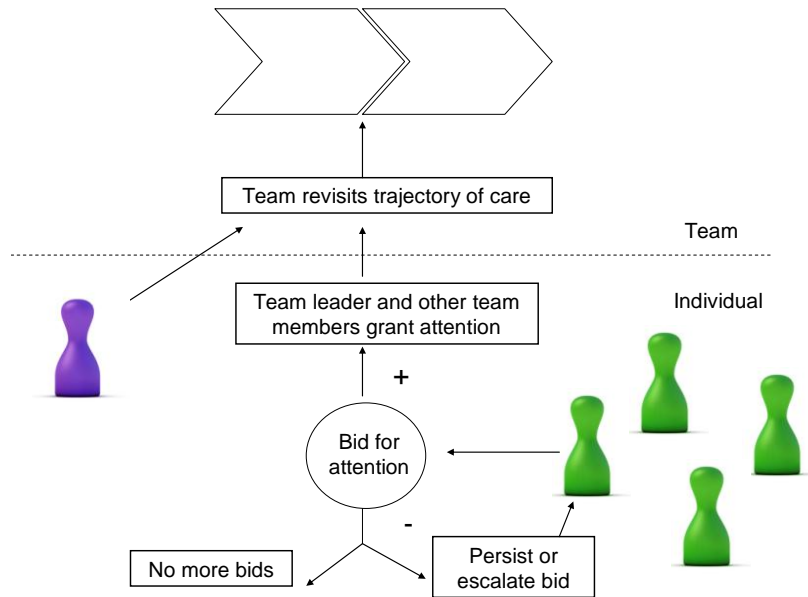 Team revisits trajectory of care
Team
Team leader and other team
members grant attention
Individual
+
Bid for
attention
-
No more bids
Persist or
escalate bid